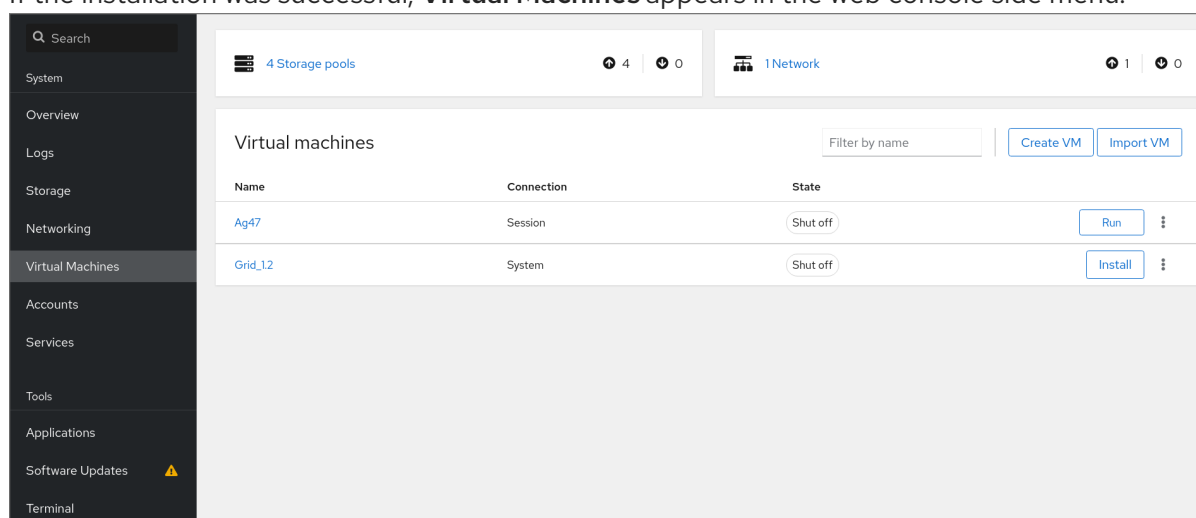 If the installation was successful, Virtual Machines appears in the web console side menu.
Search
System
Overview
Logs
Storage
Networking
Virtual Machines
Accounts
Services
Tools
Applications
Software Updates
Terminal
4 Storage pools 4 0
1 Network 1 0
Virtual machines Filter by name Create VM Import VM
Name Connection State
Ag47 Session Shut off Run
Grid_1.2 System Shut off Install